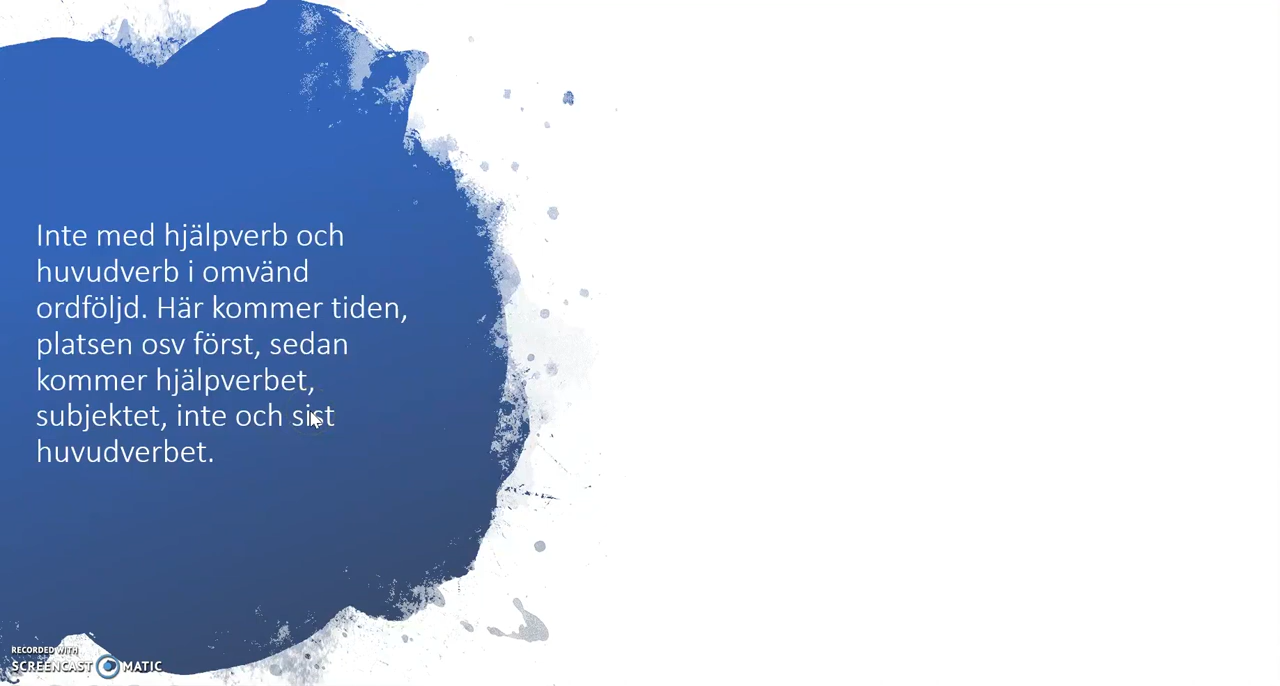 Inte med hjälpverb och
huvudverb i omvänd
ordföljd. Här kommer tiden,
platsen osv först, sedan
kommer hjälpverbet,
subjektet, inte och sist
huvudverbet.
RECORDED WITH
SCREENCAST MATIC